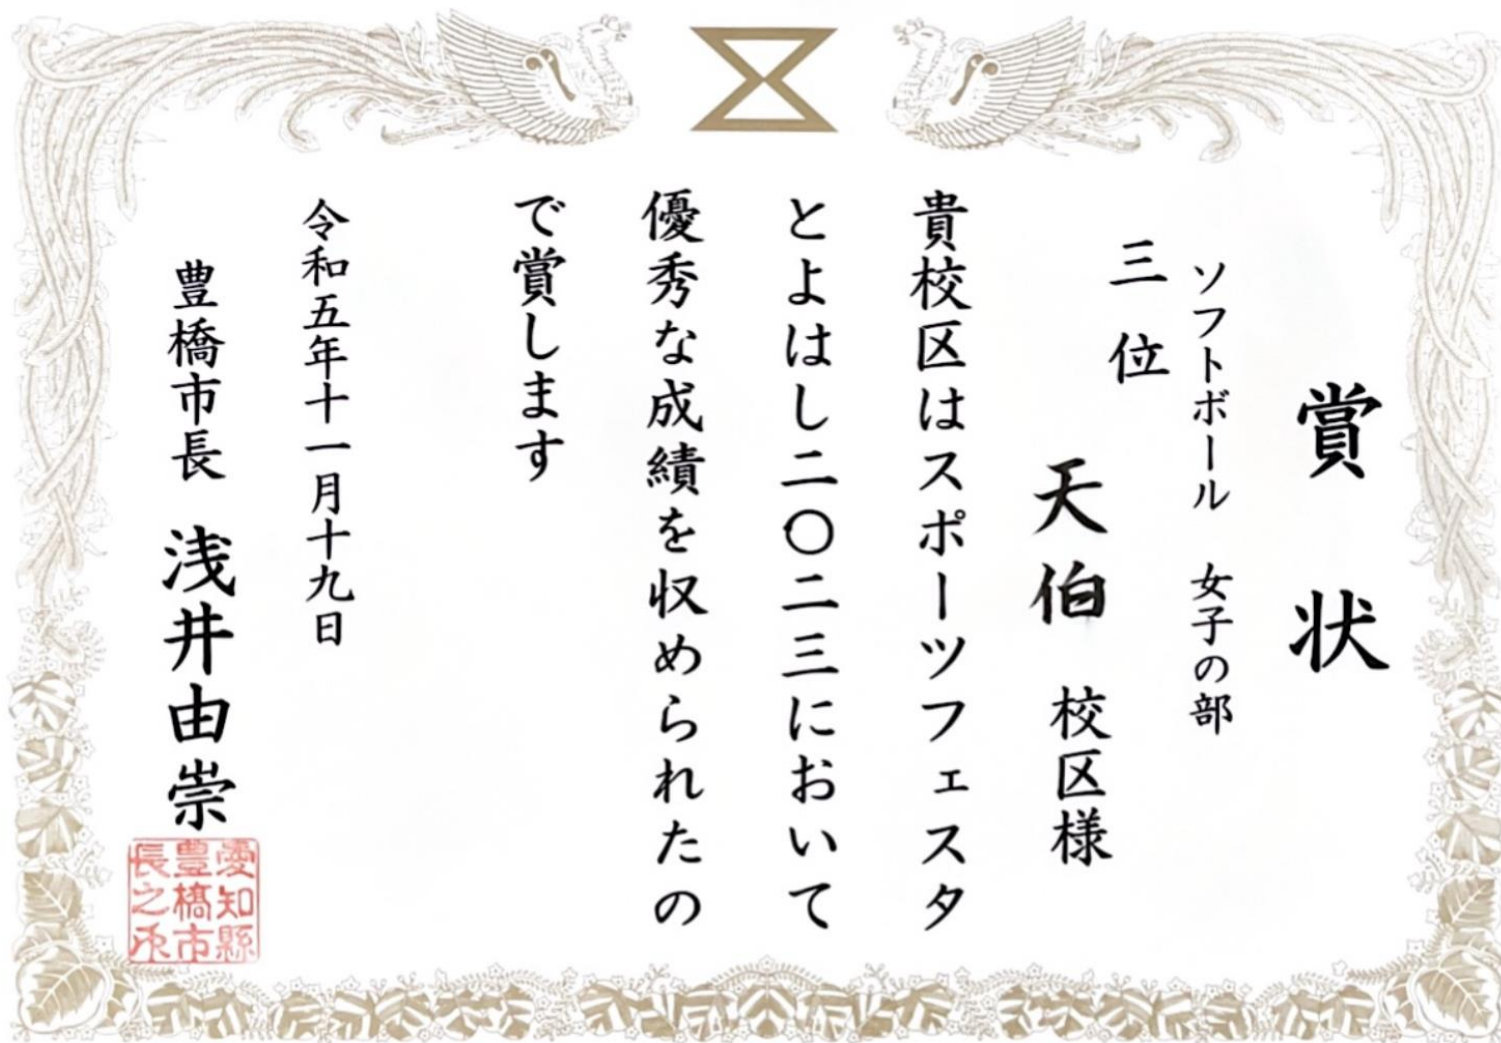 賞状
ソフトボール 女子の部
三位
天伯 校区様
貴校区はスポーツフェスタ
とよはし二〇二三において
優秀な成績を収められたの
で賞します
令和五年十一月十九日
豊橋市長 浅井由崇
愛知縣
豊橋市
長之印